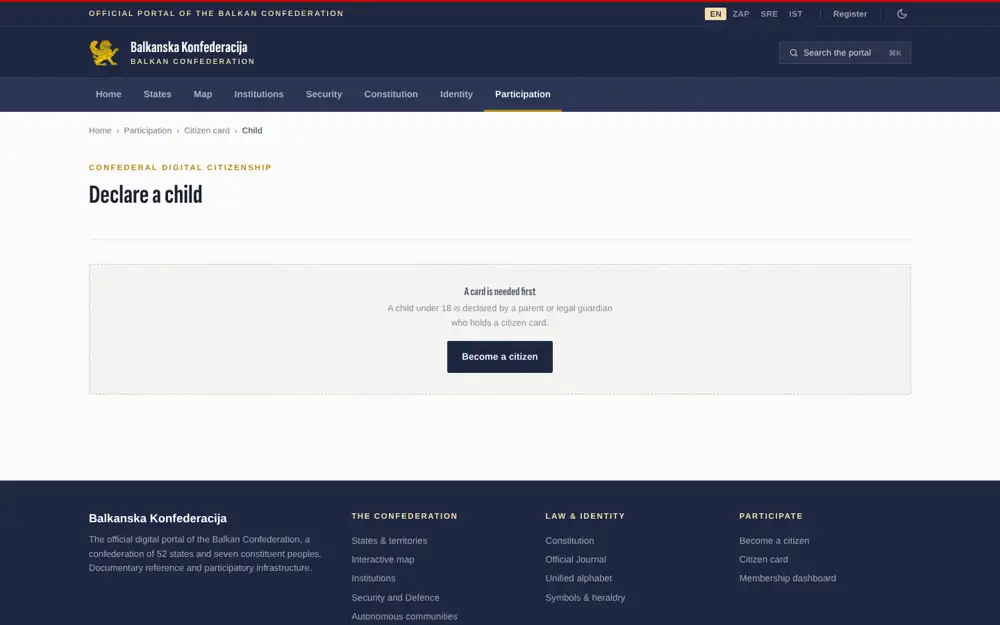 OFFICIAL PORTAL OF THE BALKAN CONFEDERATION
EN ZAP SRE IST Register
Balkanska Konfederacija
BALKAN CONFEDERATION
Search the portal ⌘K
Home States Map Institutions Security Constitution Identity Participation
Home › Participation › Citizen card › Child
CONFEDERAL DIGITAL CITIZENSHIP
Declare a child
A card is needed first
A child under 18 is declared by a parent or legal guardian
who holds a citizen card.
Become a citizen
Balkanska Konfederacija
The official digital portal of the Balkan Confederation, a
confederation of 52 states and seven constituent peoples.
Documentary reference and participatory infrastructure.
THE CONFEDERATION
States & territories
Interactive map
Institutions
Security and Defence
Autonomous communities
LAW & IDENTITY
Constitution
Official Journal
Unified alphabet
Symbols & heraldry
PARTICIPATE
Become a citizen
Citizen card
Membership dashboard